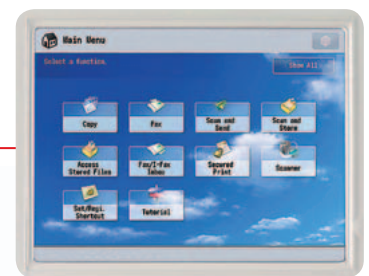 Main Menu
Select a function.
Show All
Copy
Fax
Scan and
Send
Scan and
Store
Access
Stored Files
Fax/I-Fax
Inbox
Secured
Print
Scanner
Set/Regi.
Shortcut
Tutorial